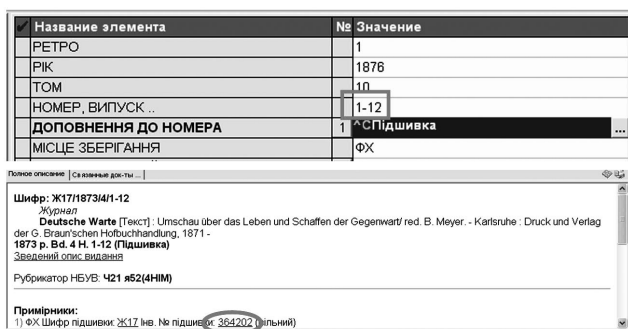 Название элемента № Значение
РЕТРО 1
РІК 1876
ТОМ 10
НОМЕР, ВИПУСК .. 1-12
ДОПОВНЕННЯ ДО НОМЕРА 1 ^CПідшивка ...
МІСЦЕ ЗБЕРІГАННЯ ФХ
Полное описание Связанные док-ты ...
Шифр: Ж17/1873/4/1-12
Журнал
Deutsche Warte [Текст] : Umschau über das Leben und Schaffen der Gegenwart/ red. B. Meyer. - Karlsruhe : Druck und Verlag
der G. Braun'schen Hofbuchhandlung, 1871 -
1873 р. Bd. 4 H. 1-12 (Підшивка)
Зведений опис видання
Рубрикатор НБУВ: Ч21 я52(4НІМ)
Примірники:
1) ФХ Шифр підшивки: Ж17 Інв. № підшивки: 364202 (вільний)